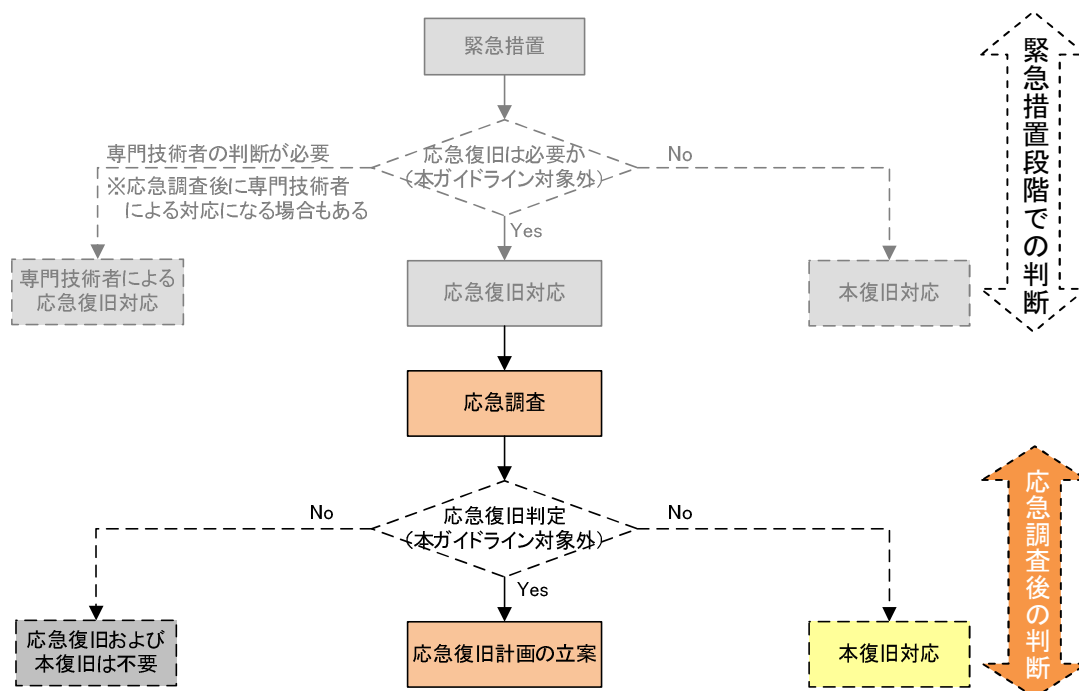 緊急措置
緊急措置段階での判断
専門技術者の判断が必要
※応急調査後に専門技術者
による対応になる場合もある
応急復旧は必要か
(本ガイドライン対象外)
No
Yes
専門技術者による
応急復旧対応
応急復旧対応
本復旧対応
応急調査
応急調査後の判断
No
応急復旧判定
(本ガイドライン対象外)
No
Yes
応急復旧および
本復旧は不要
応急復旧計画の立案
本復旧対応